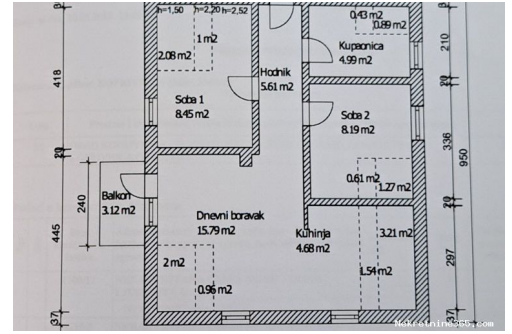 h=1,50 h=2,20 h=2,52
1 m2
2.08 m2
0.43 m2
0.89 m2
Kupaonica
4.99 m2
Hodnik
5.61 m2
Soba 1
8.45 m2
Soba 2
8.19 m2
0.61 m2
1.27 m2
Balkon
3.12 m2
Dnevni boravak
15.79 m2
Kuhinja
4.68 m2
3.21 m2
2 m2
0.96 m2
1.54 m2
418
20
240
445
37
210
20
336
950
20
297
37
Nekretnine365.com